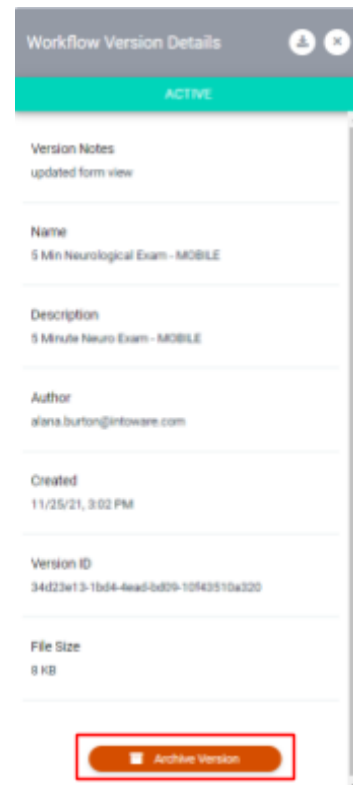 Workflow Version Details
ACTIVE
Version Notes
updated form view
Name
5 Min Neurological Exam - MOBILE
Description
5 Minute Neuro Exam - MOBILE
Author
alana.burton@intoware.com
Created
11/25/21, 3:02 PM
Version ID
34d23e13-1bd4-4ead-bd09-10f43510a320
File Size
8 KB
Archive Version